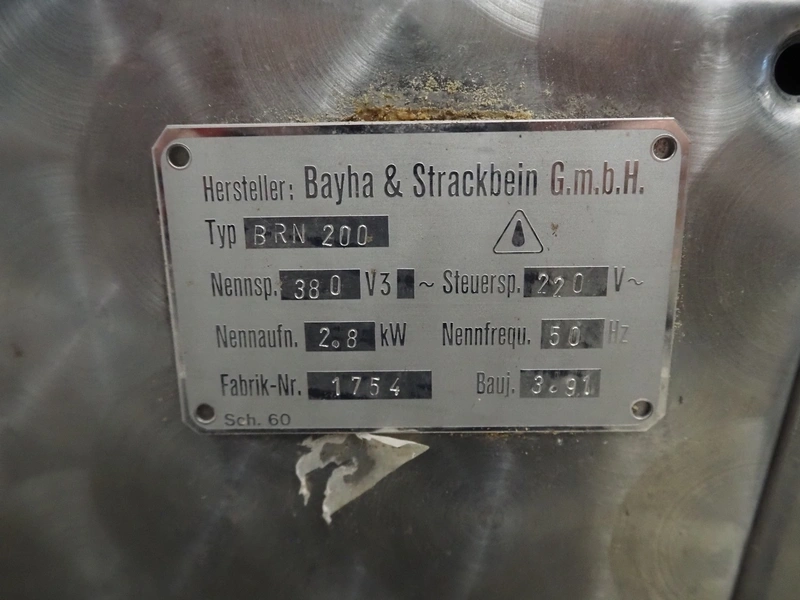 Hersteller: Bayha & Strackbein G.m.b.H.
Typ BRN 200
Nennsp. 380 V3 ~ Steuersp. 220 V~
Nennaufn. 2.8 kW Nennfrequ. 50 Hz
Fabrik-Nr. 1754 Bauj. 3.91
Sch. 60